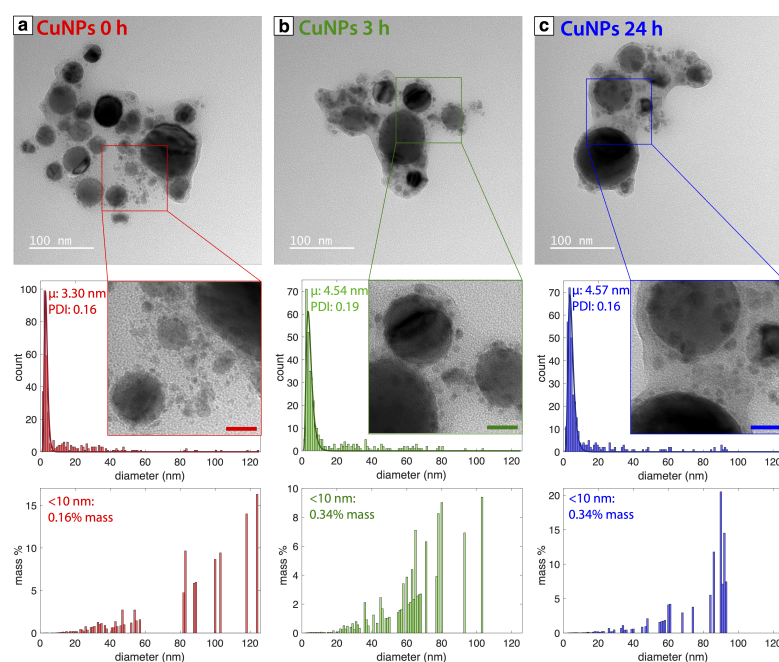 a CuNPs 0 h
b CuNPs 3 h
c CuNPs 24 h
100 nm
100 nm
100 nm
μ: 3.30 nm
PDI: 0.16
100
80
60
40
20
0
count
0 20 40 60 80 100 120
diameter (nm)
μ: 4.54 nm
PDI: 0.19
70
60
50
40
30
20
10
0
count
0 20 40 60 80 100 120
diameter (nm)
μ: 4.57 nm
PDI: 0.16
70
60
50
40
30
20
10
0
count
0 20 40 60 80 100 120
diameter (nm)
<10 nm:
0.16% mass
15
10
5
0
mass %
0 20 40 60 80 100 120
diameter (nm)
<10 nm:
0.34% mass
10
8
6
4
2
0
mass %
0 20 40 60 80 100 120
diameter (nm)
<10 nm:
0.34% mass
20
15
10
5
0
mass %
0 20 40 60 80 100 120
diameter (nm)